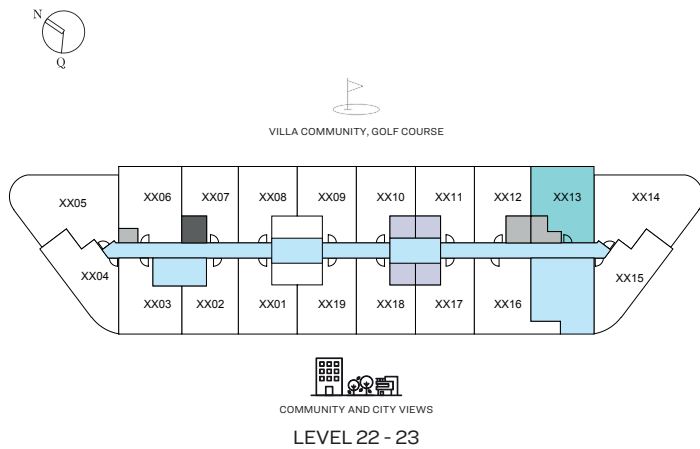 N
Q
VILLA COMMUNITY, GOLF COURSE
XX05 XX06 XX07 XX08 XX09 XX10 XX11 XX12 XX13 XX14
XX04 XX03 XX02 XX01 XX19 XX18 XX17 XX16 XX15
COMMUNITY AND CITY VIEWS
LEVEL 22 - 23